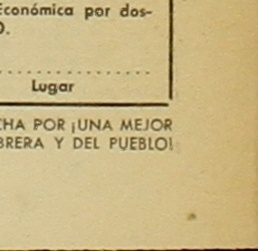 Económica por dos-
O.
Lugar
CHA POR ¡UNA MEJOR
BRERA Y DEL PUEBLO!